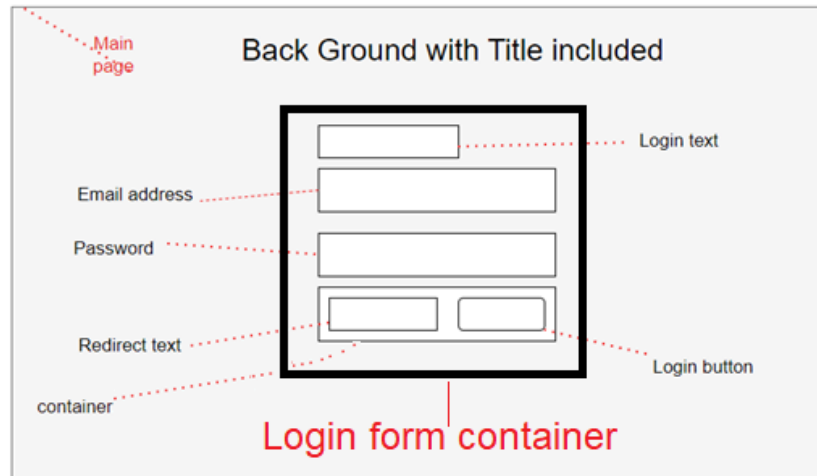 Main
page
Back Ground with Title included
Login text
Email address
Password
Redirect text
Login button
container
Login form container